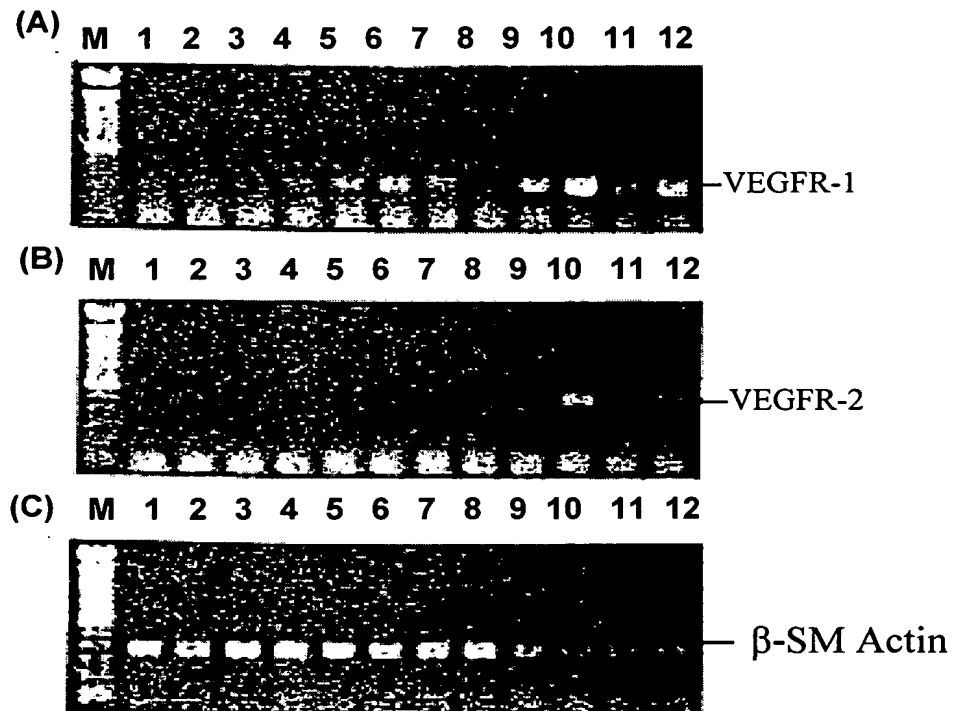 (A)
M 1 2 3 4 5 6 7 8 9 10 11 12
VEGFR-1
(B)
M 1 2 3 4 5 6 7 8 9 10 11 12
VEGFR-2
(C)
M 1 2 3 4 5 6 7 8 9 10 11 12
β-SM Actin